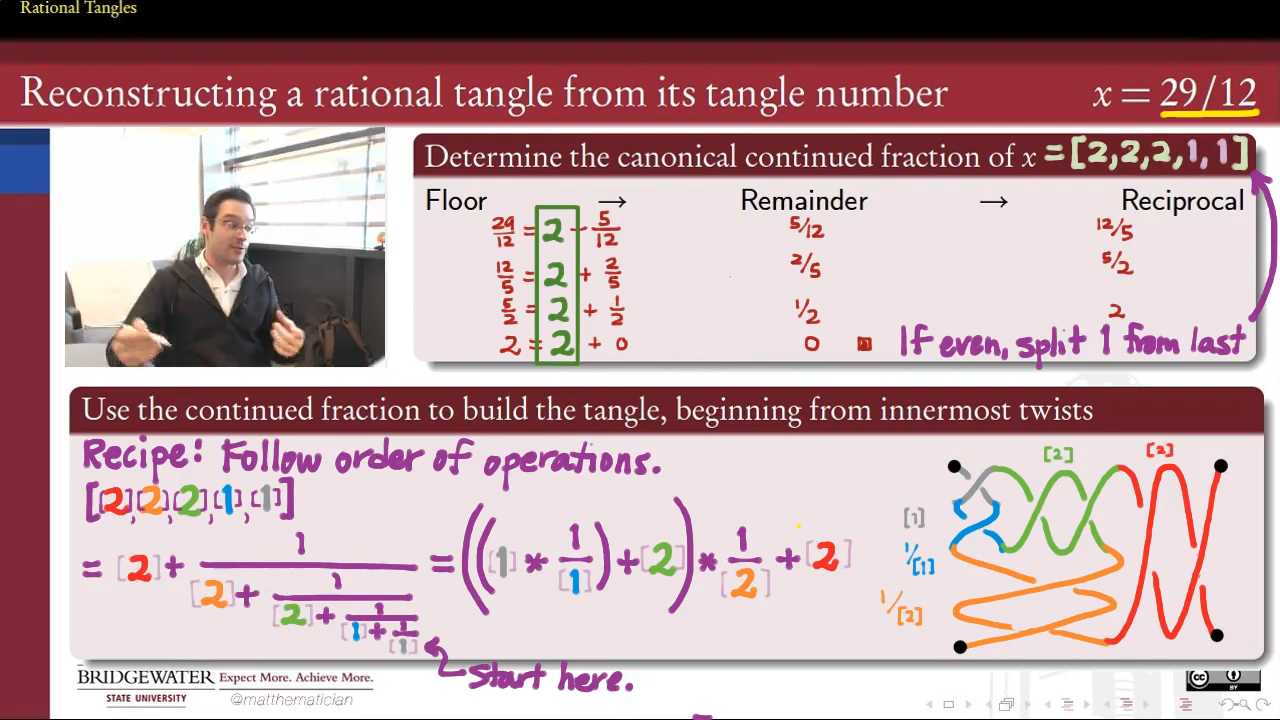 Rational Tangles
Reconstructing a rational tangle from its tangle number x = 29/12
Determine the canonical continued fraction of x = [2,2,2,1,1]
Floor → Remainder → Reciprocal
29/12 = 2 + 5/12 5/12 12/5
12/5 = 2 + 2/5 2/5 5/2
5/2 = 2 + 1/2 1/2 2
2 = 2 + 0 0 If even, split 1 from last
Use the continued fraction to build the tangle, beginning from innermost twists
Recipe: Follow order of operations.
[[2],[2],[2],[1],[1]]
= [2] + 1/([2] + 1/([2] + 1/([1] + 1/[1]))) = (([1] * 1/[1]) + [2]) * 1/[2] + [2]
Start here.
[2] [2]
[1]
1/[1]
1/[2]
BRIDGEWATER Expect More. Achieve More.
STATE UNIVERSITY @matthematician
cc BY